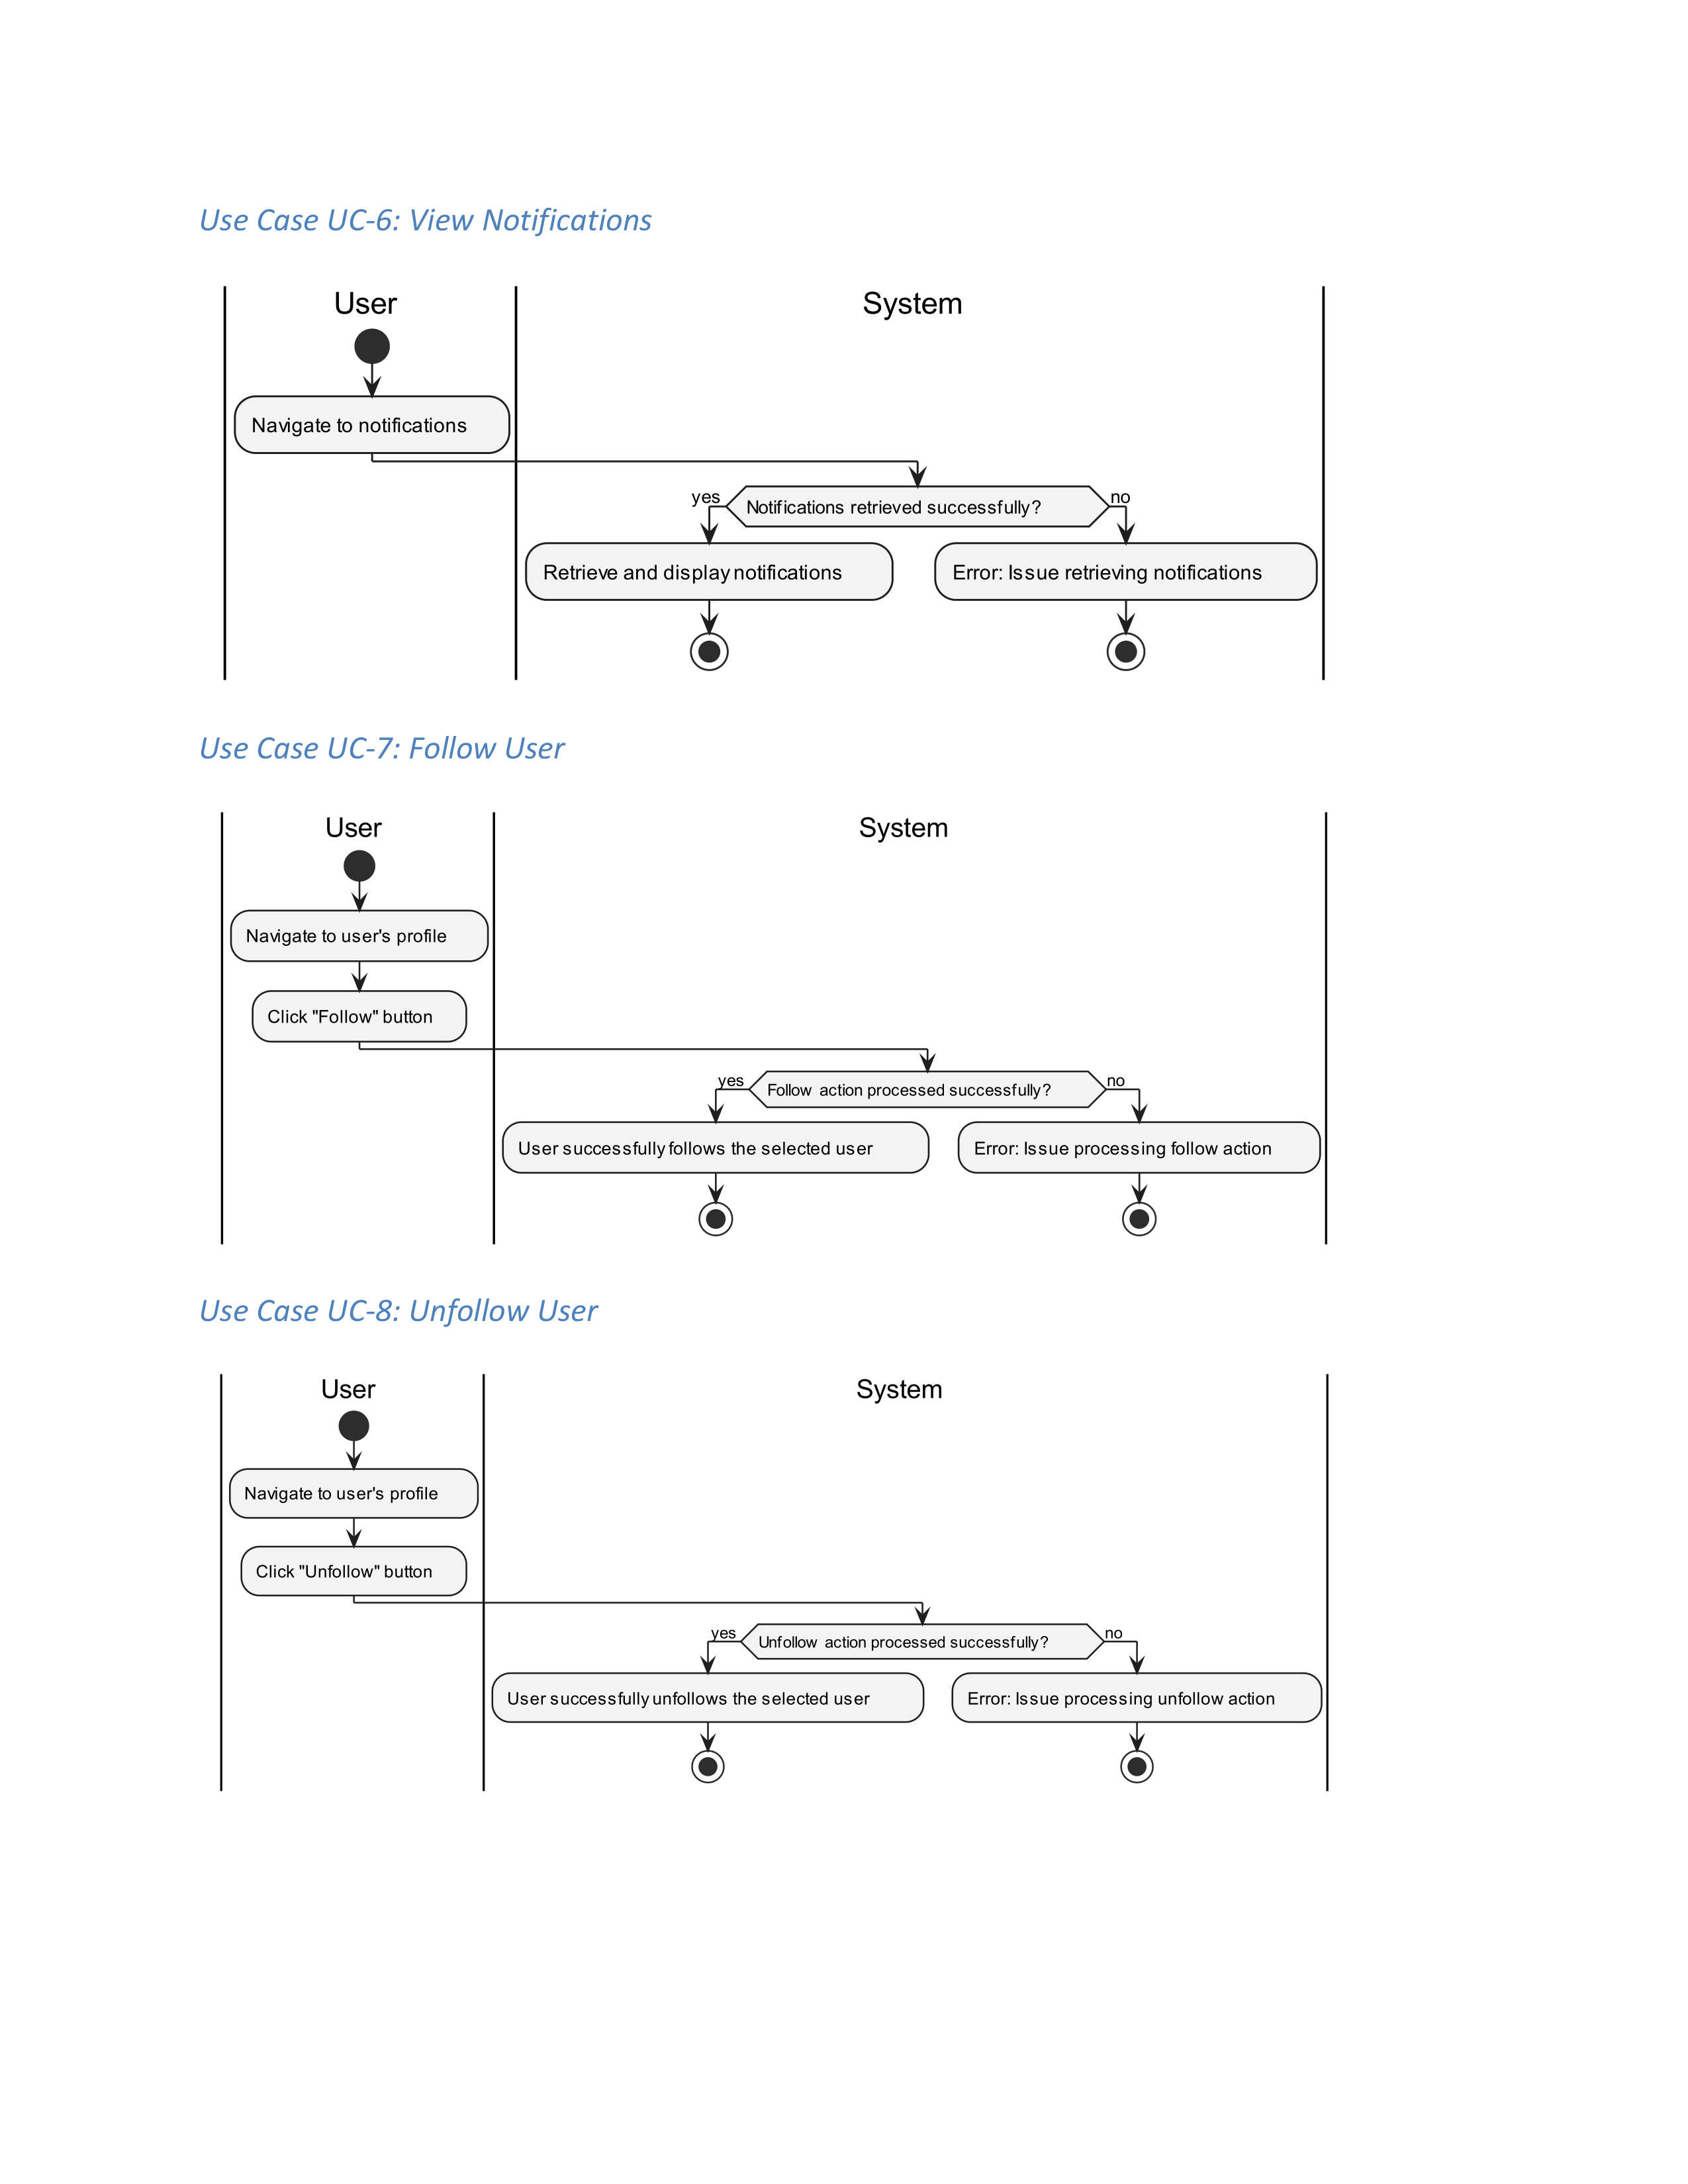 Use Case UC-6: View Notifications
User
System
Navigate to notifications
yes
Notifications retrieved successfully?
no
Retrieve and display notifications
Error: Issue retrieving notifications
Use Case UC-7: Follow User
User
System
Navigate to user's profile
Click "Follow" button
yes
Follow action processed successfully?
no
User successfully follows the selected user
Error: Issue processing follow action
Use Case UC-8: Unfollow User
User
System
Navigate to user's profile
Click "Unfollow" button
yes
Unfollow action processed successfully?
no
User successfully unfollows the selected user
Error: Issue processing unfollow action